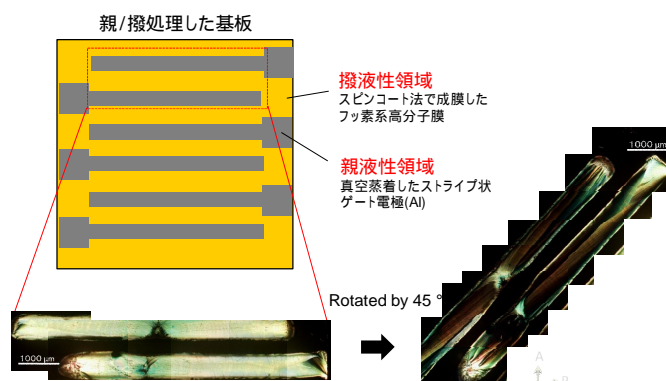 親/撥処理した基板
撥液性領域
スピンコート法で成膜した
フッ素系高分子膜
親液性領域
真空蒸着したストライプ状
ゲート電極(Al)
1000 μm
Rotated by 45 °
1000 μm
A
P